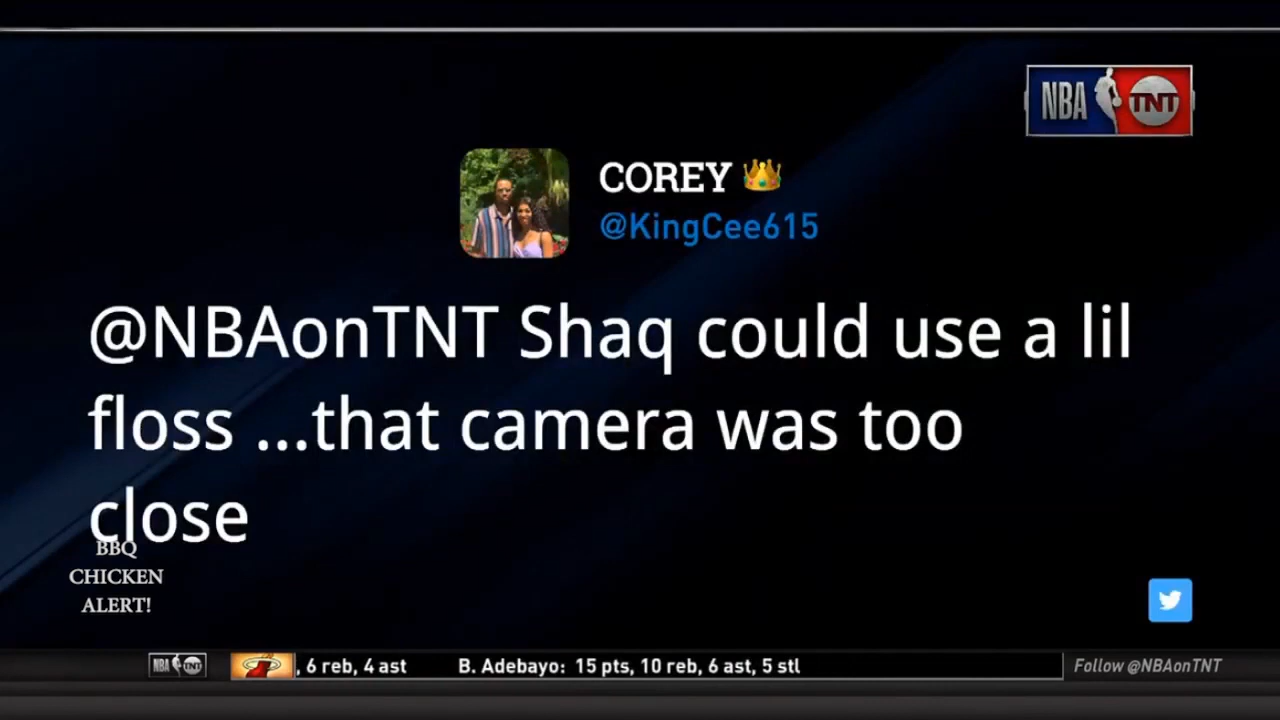 NBA TNT
COREY 👑
@KingCee615
@NBAonTNT Shaq could use a lil
floss ...that camera was too
close
BBQ
CHICKEN
ALERT!
NBA TNT , 6 reb, 4 ast B. Adebayo: 15 pts, 10 reb, 6 ast, 5 stl Follow @NBAonTNT